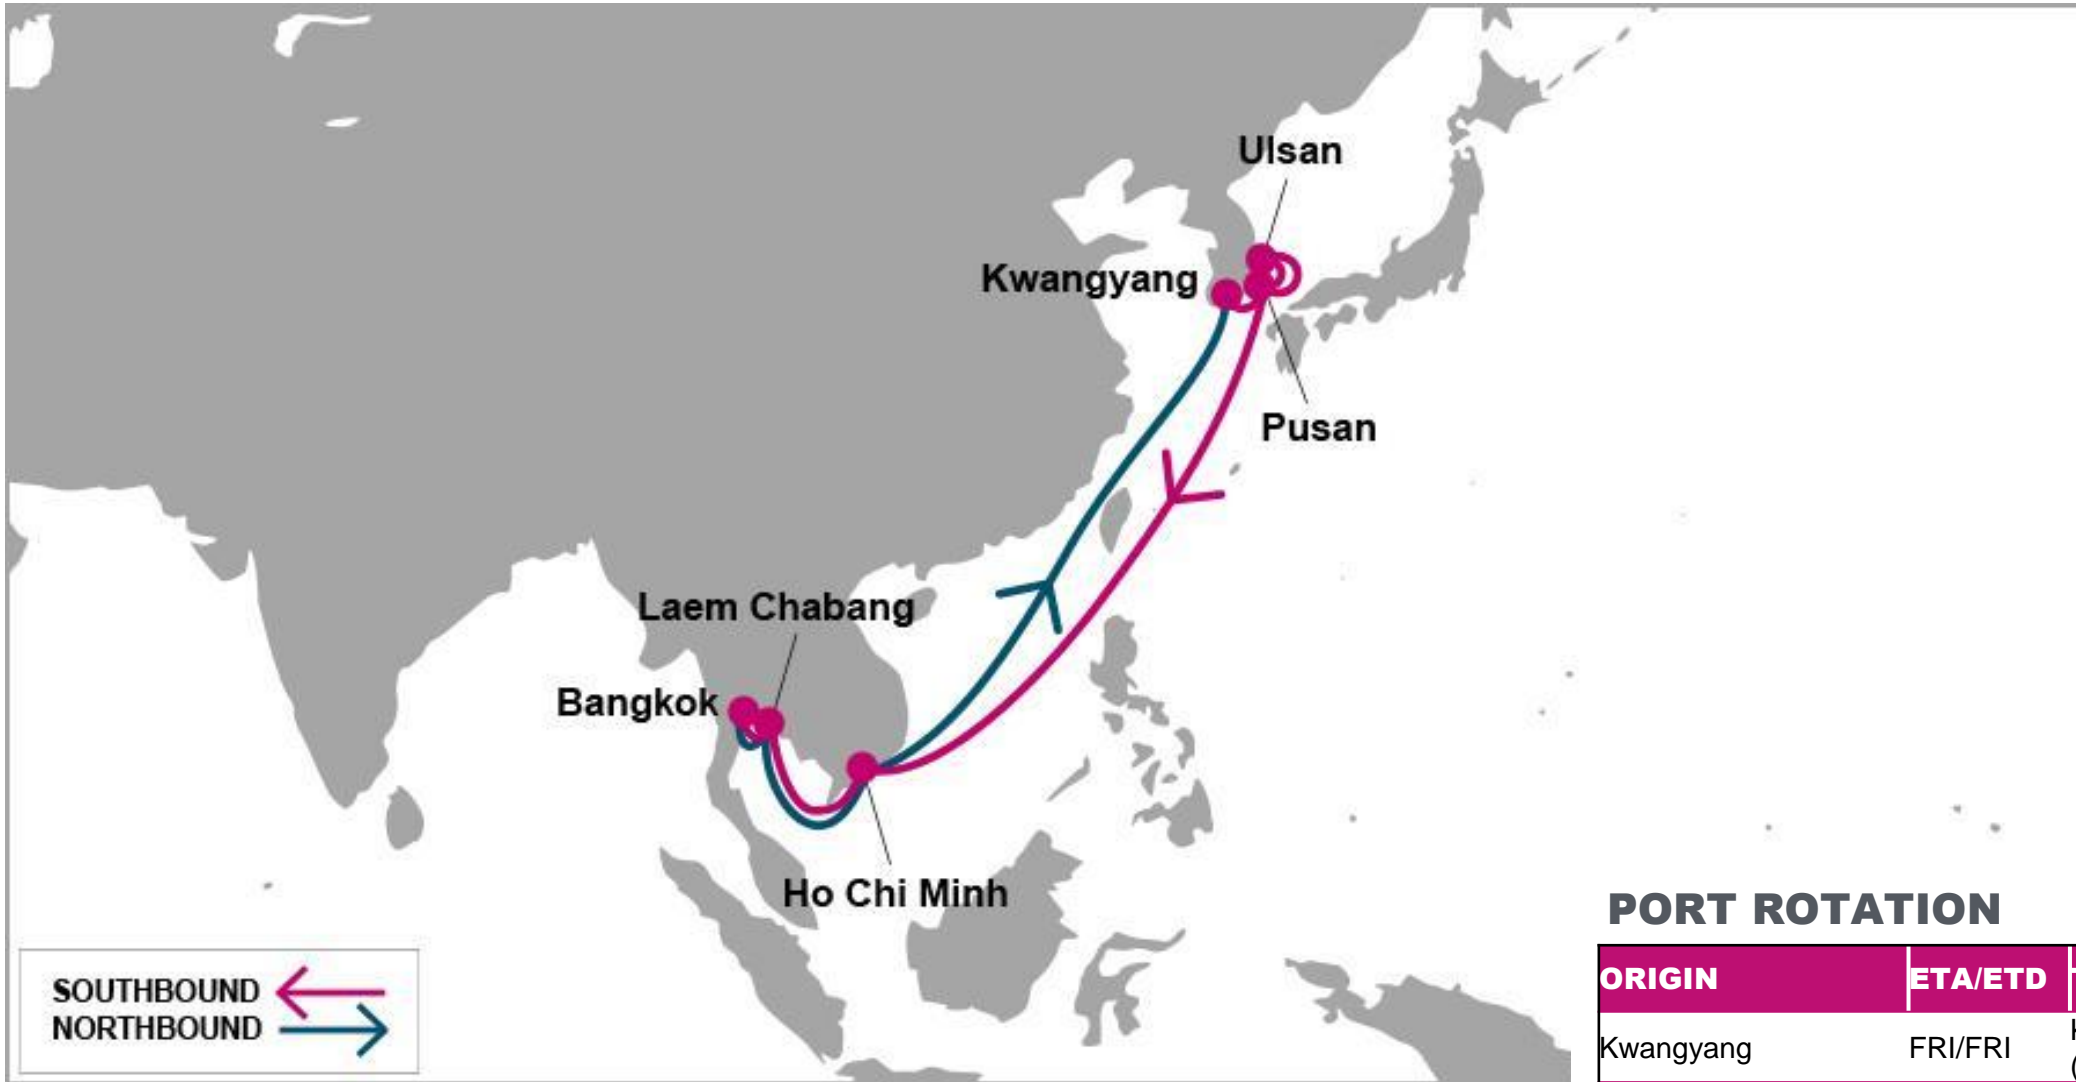 Ulsan
Kwangyang
Pusan
Laem Chabang
Bangkok
Ho Chi Minh
SOUTHBOUND
NORTHBOUND
PORT ROTATION
ORIGIN ETA/ETD
Kwangyang FRI/FRI